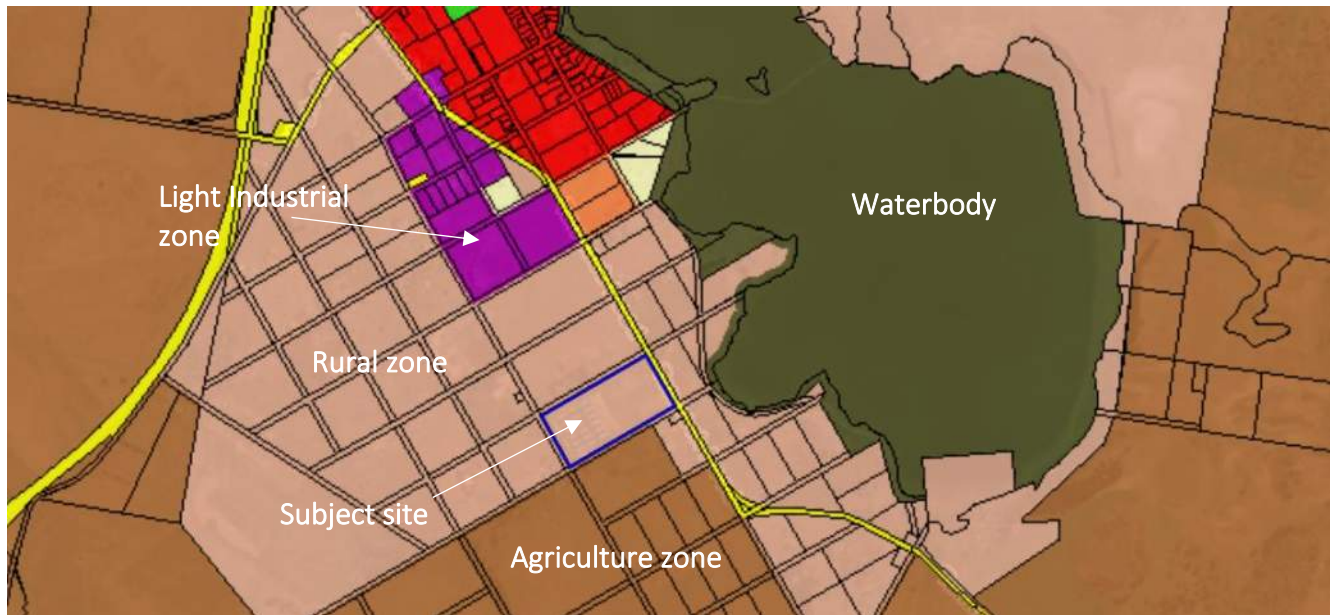 Light Industrial
zone
Waterbody
Rural zone
Subject site
Agriculture zone